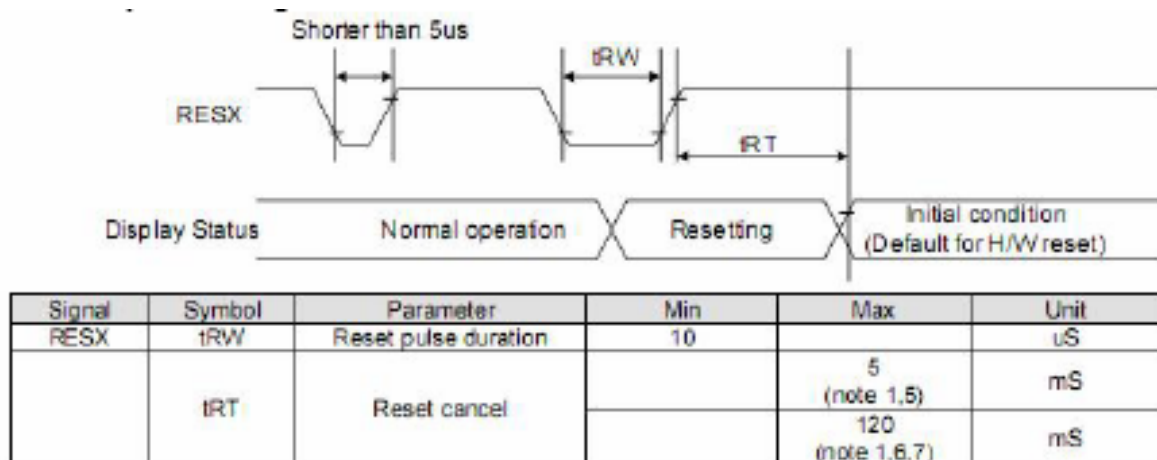 Shorter than 5us
tRW
RESX
tRT
Display Status
Normal operation
Resetting
Initial condition
(Default for H/W reset)
Signal Symbol Parameter Min Max Unit
RESX tRW Reset pulse duration 10 uS
tRT Reset cancel
5
(note 1,5)
mS
120
(note 1,6,7)
mS